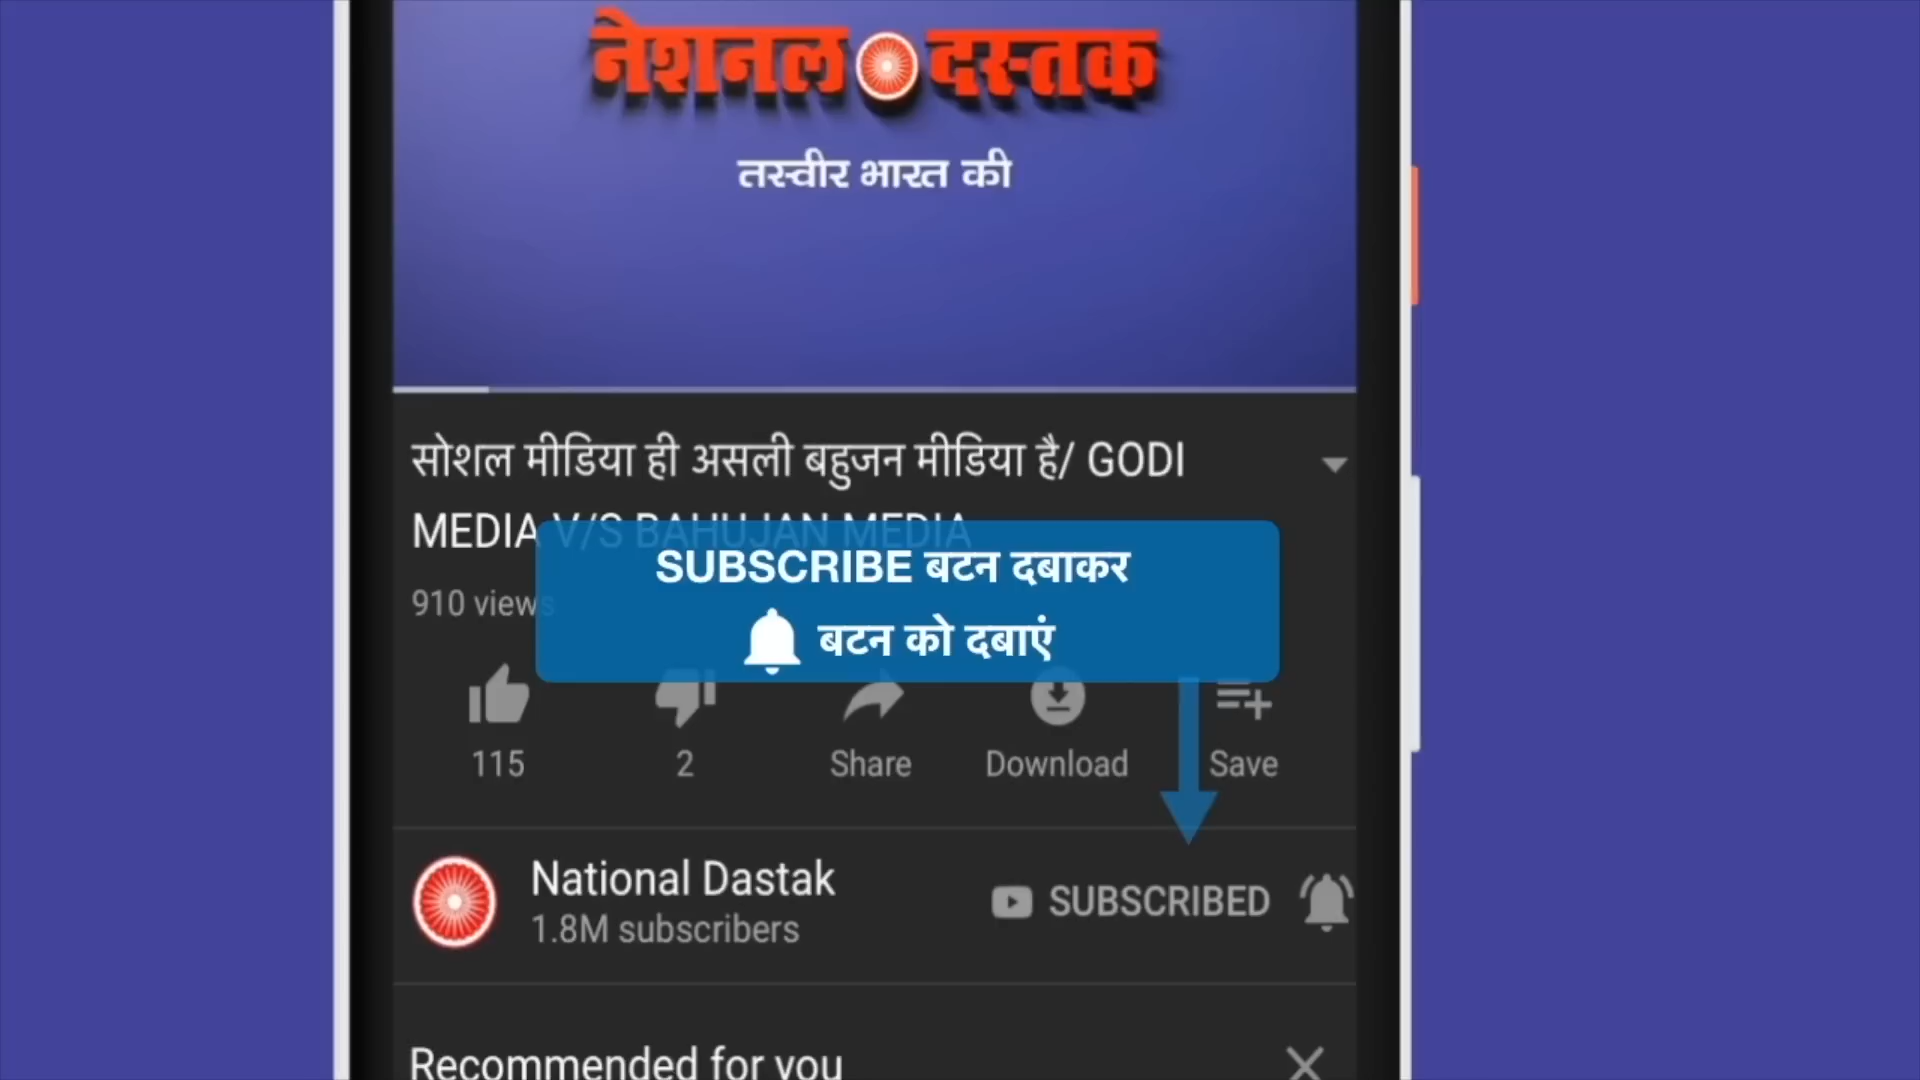 नेशनल दस्तक
तस्वीर भारत की
सोशल मीडिया ही असली बहुजन मीडिया है/ GODI
MEDIA V/S BAHUJAN MEDIA
SUBSCRIBE बटन दबाकर
बटन को दबाएं
910 views
115
2
Share
Download
Save
National Dastak
1.8M subscribers
SUBSCRIBED
Recommended for you